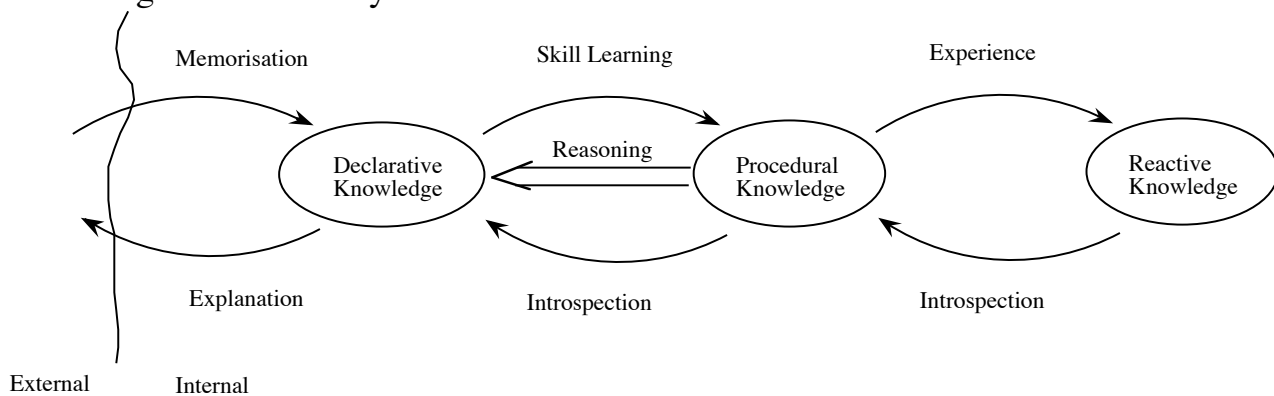 Memorisation
Skill Learning
Experience
Reasoning
Declarative
Knowledge
Procedural
Knowledge
Reactive
Knowledge
Explanation
Introspection
Introspection
External
Internal